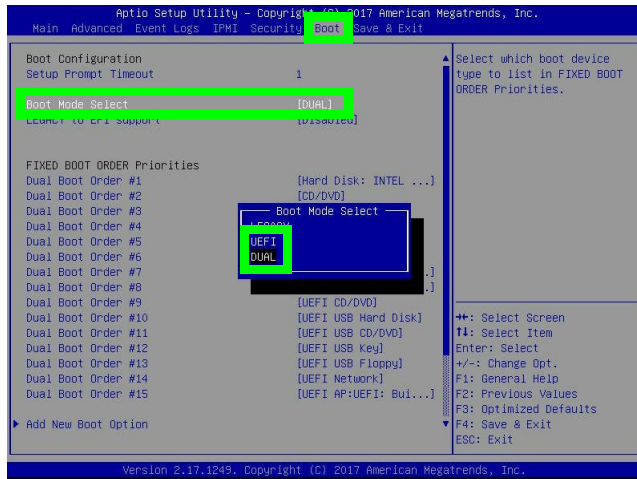 Aptio Setup Utility – Copyright (C) 2017 American Megatrends, Inc.
Main Advanced Event Logs IPMI Security Boot Save & Exit
Boot Configuration
Setup Prompt Timeout 1
Boot Mode Select [DUAL]
LEGACY to EFI support [Disabled]
FIXED BOOT ORDER Priorities
Dual Boot Order #1 [Hard Disk: INTEL ...]
Dual Boot Order #2 [CD/DVD]
Dual Boot Order #3
Dual Boot Order #4
Dual Boot Order #5
Dual Boot Order #6
Dual Boot Order #7 .]
Dual Boot Order #8 .]
Dual Boot Order #9 [UEFI CD/DVD]
Dual Boot Order #10 [UEFI USB Hard Disk]
Dual Boot Order #11 [UEFI USB CD/DVD]
Dual Boot Order #12 [UEFI USB Key]
Dual Boot Order #13 [UEFI USB Floppy]
Dual Boot Order #14 [UEFI Network]
Dual Boot Order #15 [UEFI AP:UEFI: Bui...]
Add New Boot Option
Boot Mode Select
LEGACY
UEFI
DUAL
Select which boot device
type to list in FIXED BOOT
ORDER Priorities.
→←: Select Screen
↑↓: Select Item
Enter: Select
+/-: Change Opt.
F1: General Help
F2: Previous Values
F3: Optimized Defaults
F4: Save & Exit
ESC: Exit
Version 2.17.1249. Copyright (C) 2017 American Megatrends, Inc.